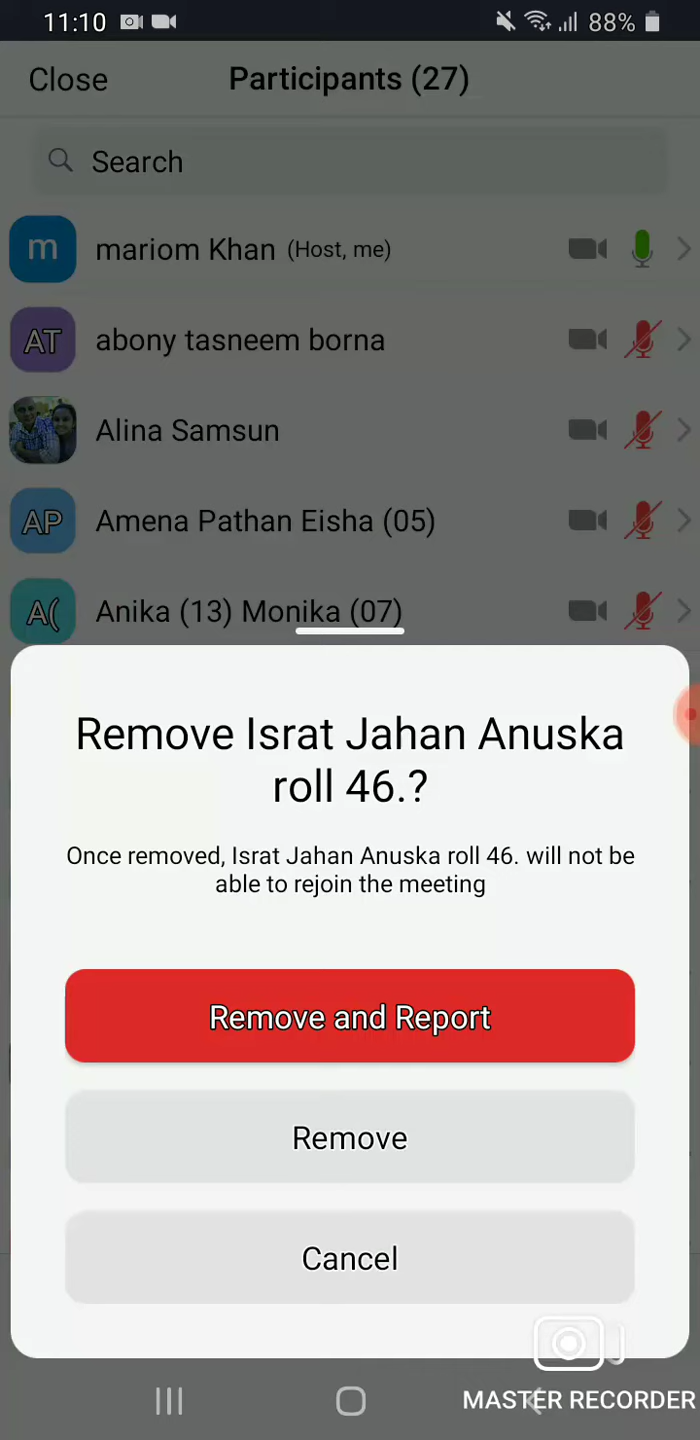 11:10 88%
Close Participants (27)
Search
m mariom Khan (Host, me)
AT abony tasneem borna
Alina Samsun
AP Amena Pathan Eisha (05)
A( Anika (13) Monika (07)
Remove Israt Jahan Anuska
roll 46.?
Once removed, Israt Jahan Anuska roll 46. will not be
able to rejoin the meeting
Remove and Report
Remove
Cancel
MASTER RECORDER